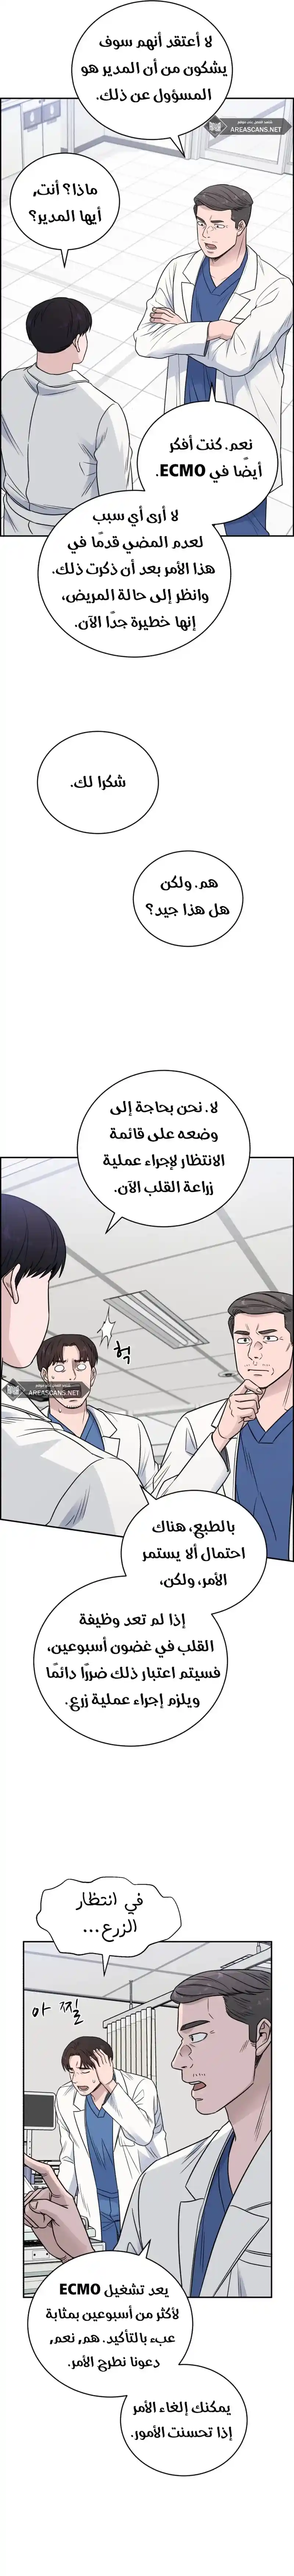 لا أعتقد أنهم سوف
يشكون من أن المدير هو
المسؤول عن ذلك.
AREASCANS.NET
ماذا؟ أنت,
أيها المدير؟
نعم. كنت أفكر
أيضًا في ECMO.
لا أرى أي سبب
لعدم المضي قدمًا في
هذا الأمر بعد أن ذكرت ذلك.
وانظر إلى حالة المريض،
إنها خطيرة جدًا الآن.
شكرا لك.
هم. ولكن
هل هذا جيد؟
لا. نحن بحاجة إلى
وضعه على قائمة
الانتظار لإجراء عملية
زراعة القلب الآن.
헉
AREASCANS.NET
بالطبع، هناك
احتمال ألا يستمر
الأمر، ولكن,
إذا لم تعد وظيفة
القلب في غضون أسبوعين،
فسيتم اعتبار ذلك ضررًا دائمًا
ويلزم إجراء عملية زرع.
في انتظار
الزرع...
아찔
يعد تشغيل ECMO
لأكثر من أسبوعين بمثابة
عبء بالتأكيد. هم, نعم,
دعونا نطرح الأمر.
يمكنك إلغاء الأمر
إذا تحسنت الأمور.